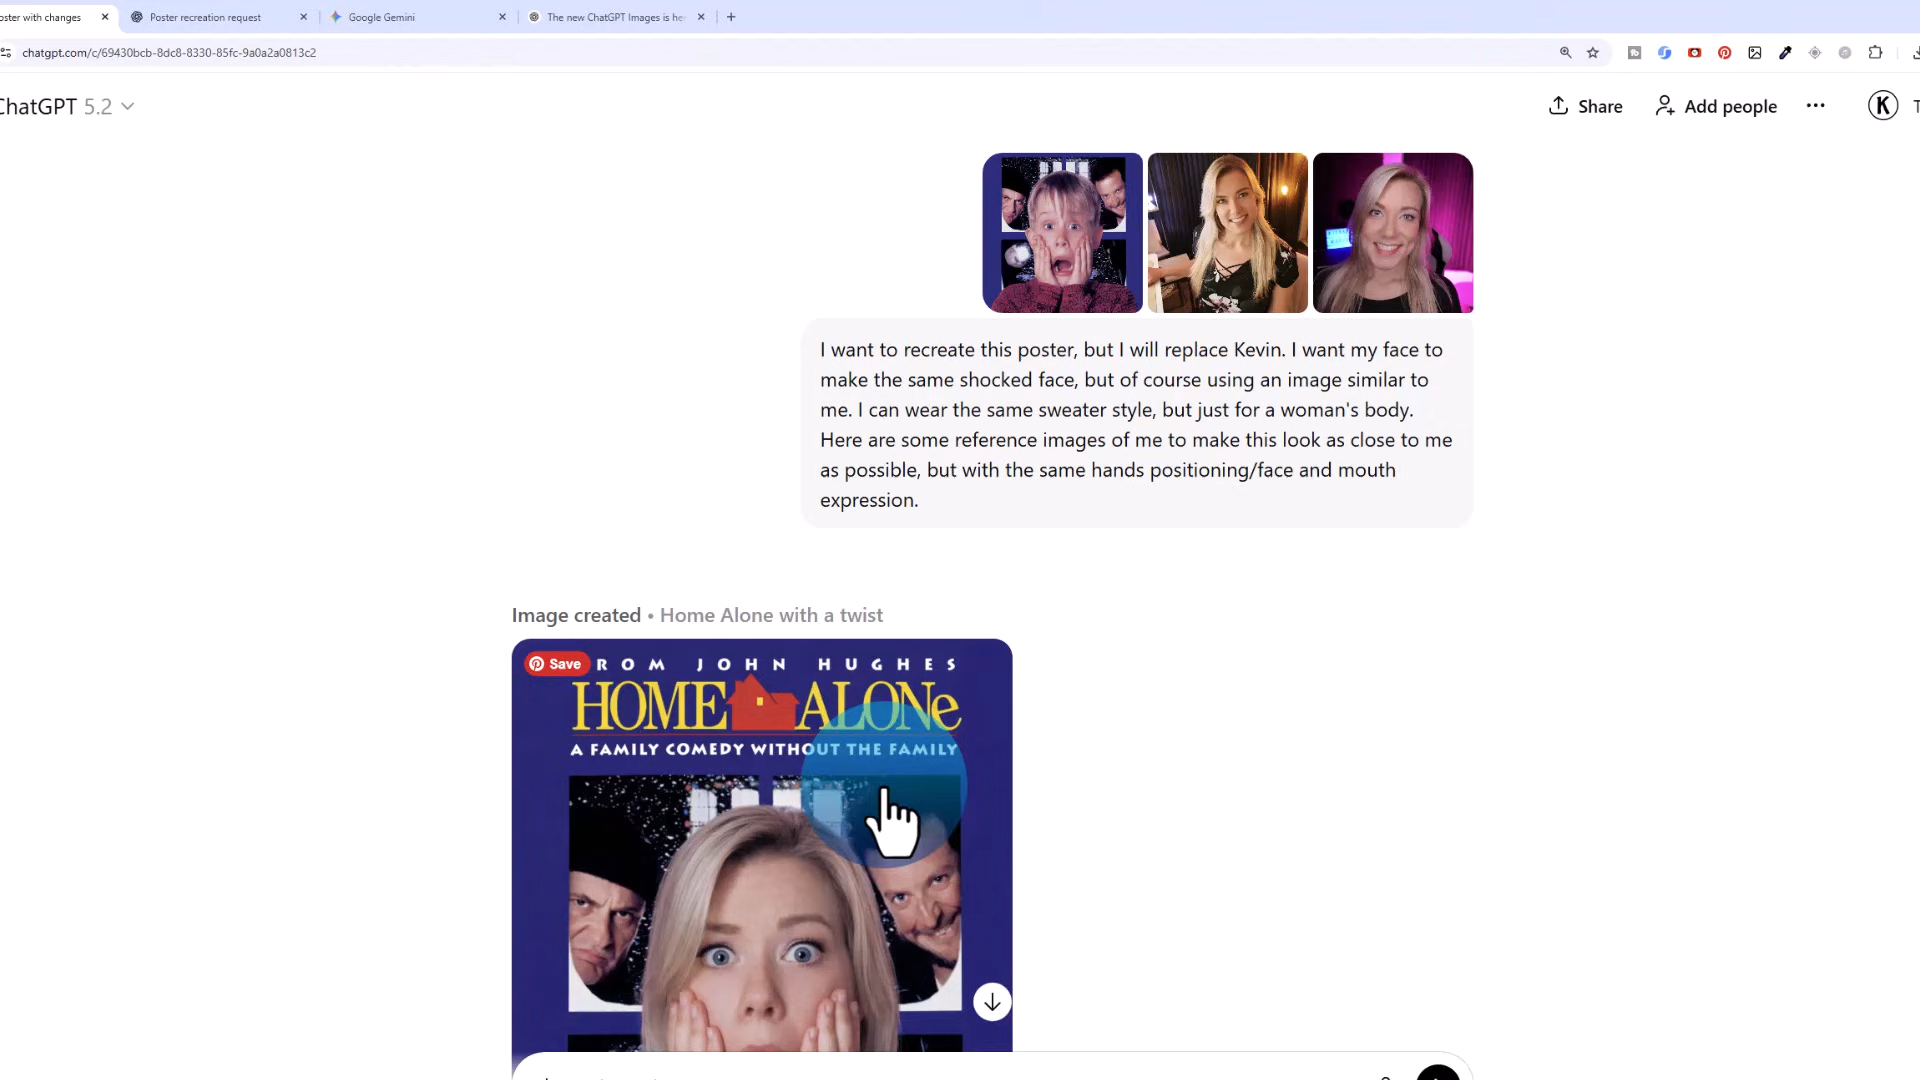 oster with changes
Poster recreation request
Google Gemini
The new ChatGPT Images is he
chatgpt.com/c/69430bcb-8dc8-8330-85fc-9a0a2a0813c2
ChatGPT 5.2
Share
Add people
K
I want to recreate this poster, but I will replace Kevin. I want my face to
make the same shocked face, but of course using an image similar to
me. I can wear the same sweater style, but just for a woman's body.
Here are some reference images of me to make this look as close to me
as possible, but with the same hands positioning/face and mouth
expression.
Image created • Home Alone with a twist
Save
ROM JOHN HUGHES
HOME ALONe
A FAMILY COMEDY WITHOUT THE FAMILY